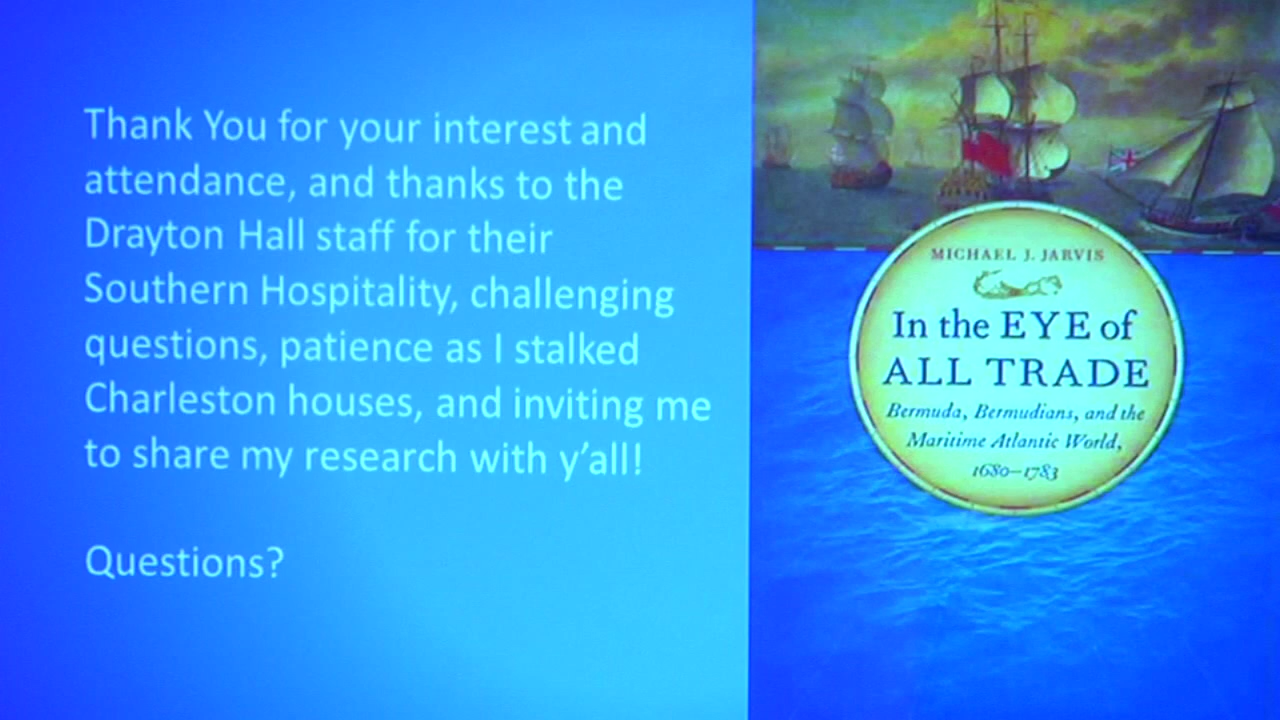 Thank You for your interest and
attendance, and thanks to the
Drayton Hall staff for their
Southern Hospitality, challenging
questions, patience as I stalked
Charleston houses, and inviting me
to share my research with y'all!
Questions?
MICHAEL J. JARVIS
In the EYE of
ALL TRADE
Bermuda, Bermudians, and the
Maritime Atlantic World,
1680–1783